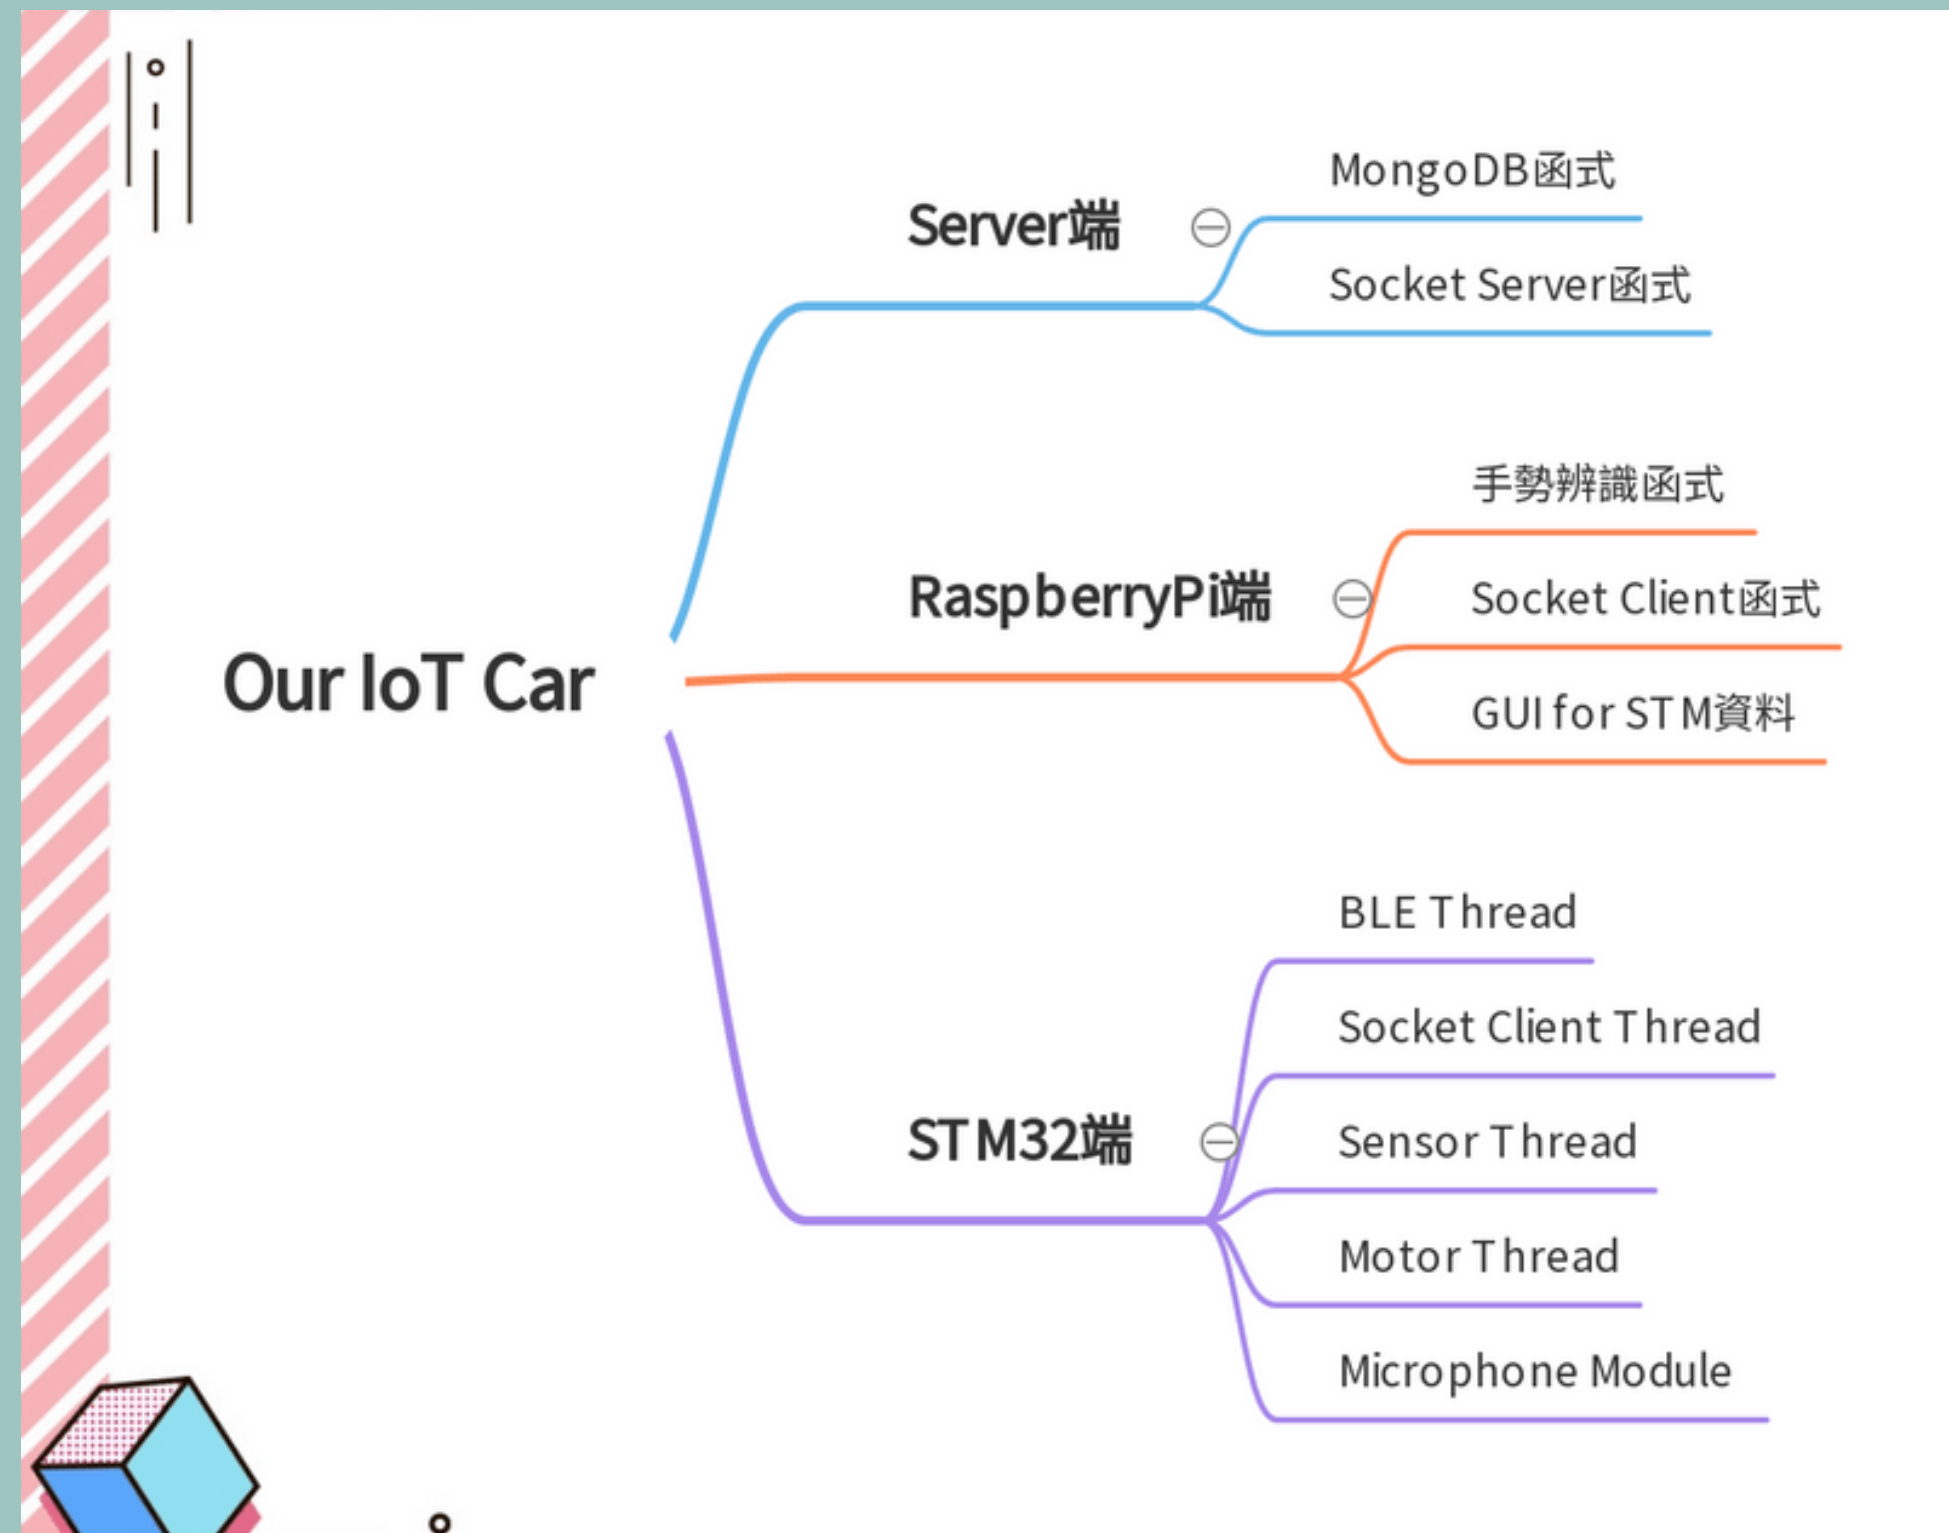 Our IoT Car
Server端
MongoDB函式
Socket Server函式
RaspberryPi端
手勢辨識函式
Socket Client函式
GUI for STM資料
STM32端
BLE Thread
Socket Client Thread
Sensor Thread
Motor Thread
Microphone Module